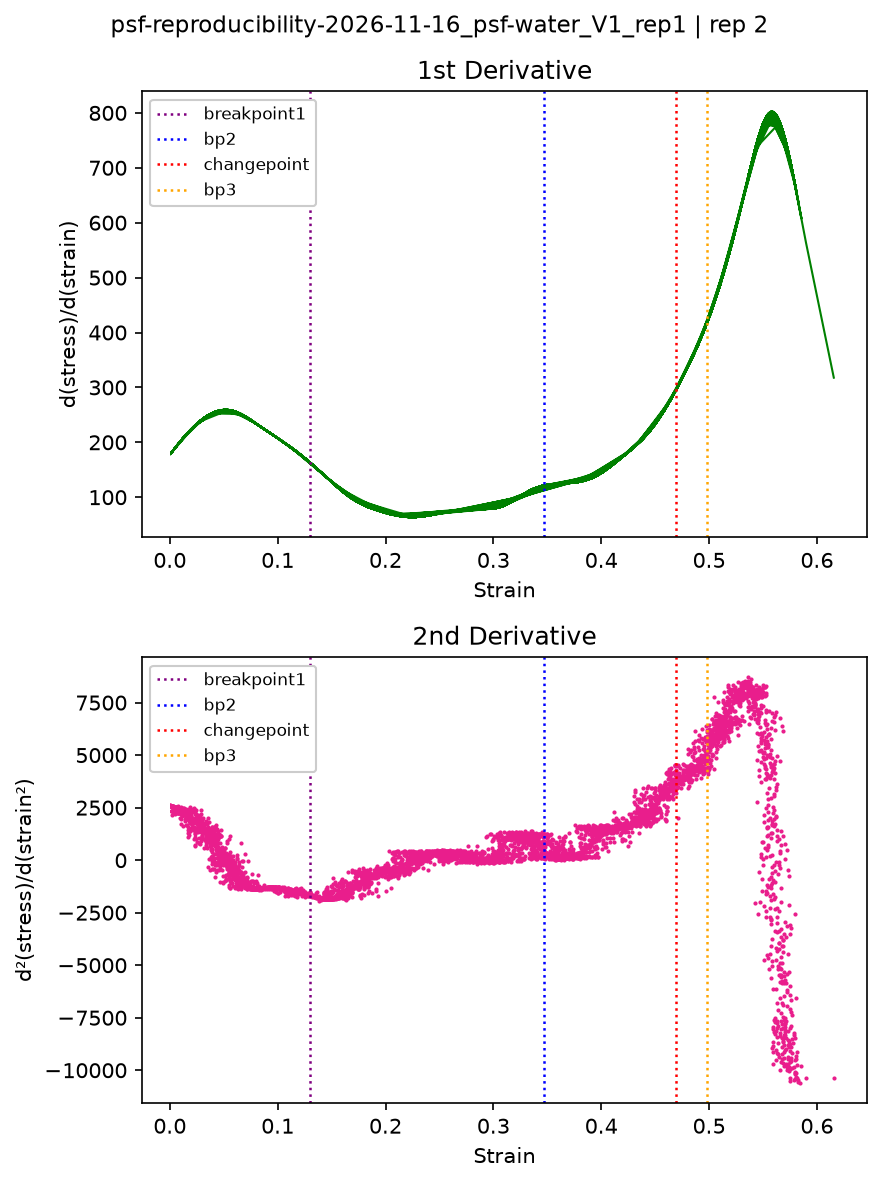 psf-reproducibility-2026-11-16_psf-water_V1_rep1 | rep 2
1st Derivative
breakpoint1
bp2
changepoint
bp3
d(stress)/d(strain)
800
700
600
500
400
300
200
100
0.0 0.1 0.2 0.3 0.4 0.5 0.6
Strain
2nd Derivative
breakpoint1
bp2
changepoint
bp3
d²(stress)/d(strain²)
7500
5000
2500
0
−2500
−5000
−7500
−10000
0.0 0.1 0.2 0.3 0.4 0.5 0.6
Strain